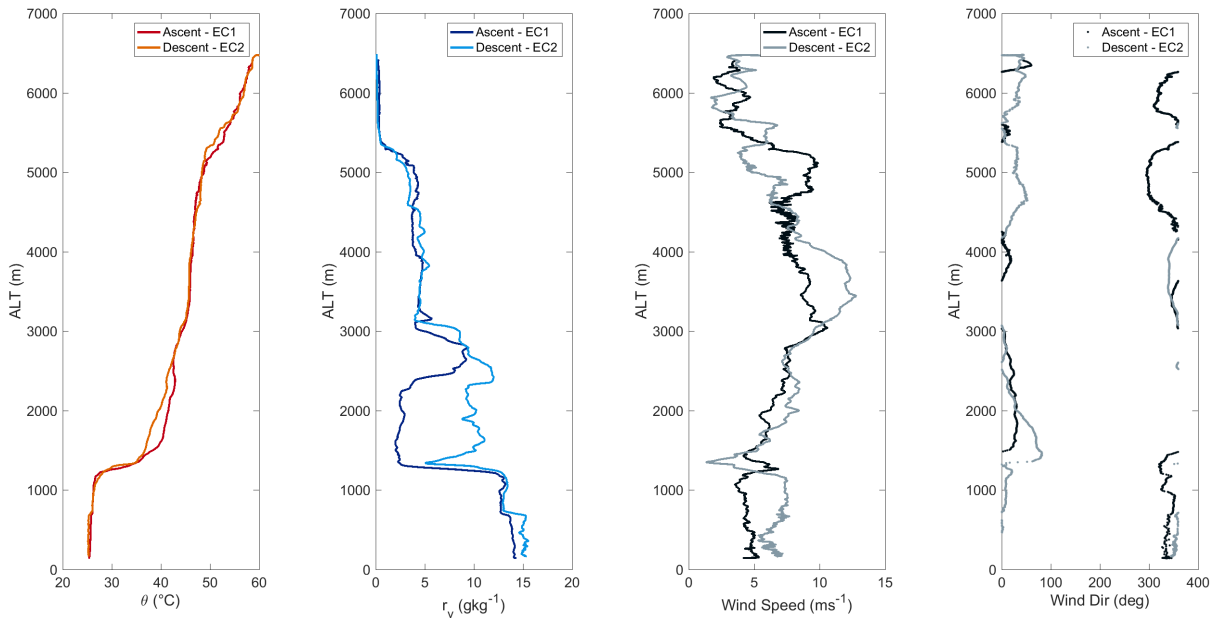 7000
6000
5000
4000
3000
2000
1000
0
20 30 40 50 60
ALT (m)
θ (°C)
Ascent - EC1
Descent - EC2
7000
6000
5000
4000
3000
2000
1000
0
0 5 10 15 20
ALT (m)
r_v (gkg^-1)
Ascent - EC1
Descent - EC2
7000
6000
5000
4000
3000
2000
1000
0
0 5 10 15
ALT (m)
Wind Speed (ms^-1)
Ascent - EC1
Descent - EC2
7000
6000
5000
4000
3000
2000
1000
0
0 100 200 300 400
ALT (m)
Wind Dir (deg)
Ascent - EC1
Descent - EC2